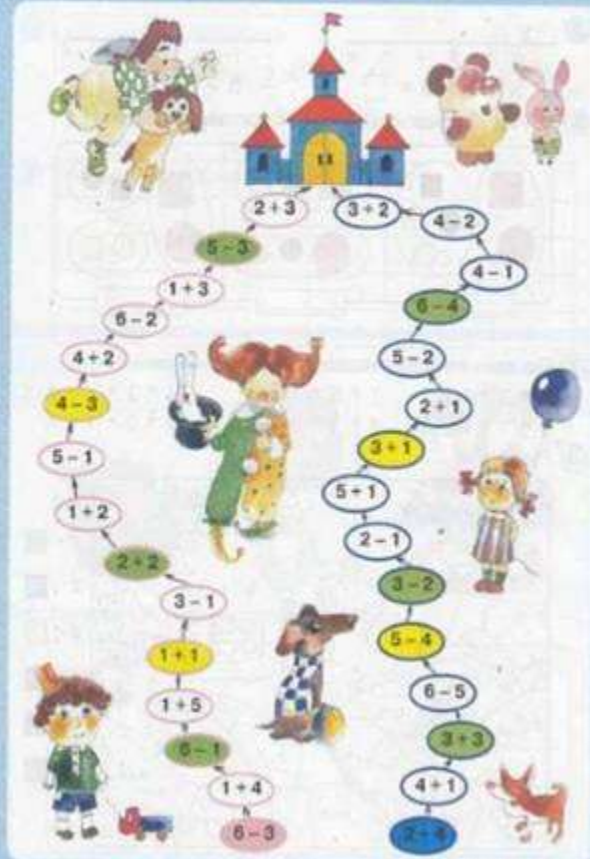 2 + 3
3 + 2
4 – 2
5 – 3
4 – 1
1 + 3
6 – 4
6 – 2
4 + 2
5 – 2
4 – 3
2 + 1
3 + 1
5 – 1
5 + 1
1 + 2
2 – 1
2 + 2
3 – 2
3 – 1
5 – 4
1 + 1
6 – 5
1 + 5
3 + 3
6 – 1
1 + 4
4 + 1
6 – 3
2 + 4